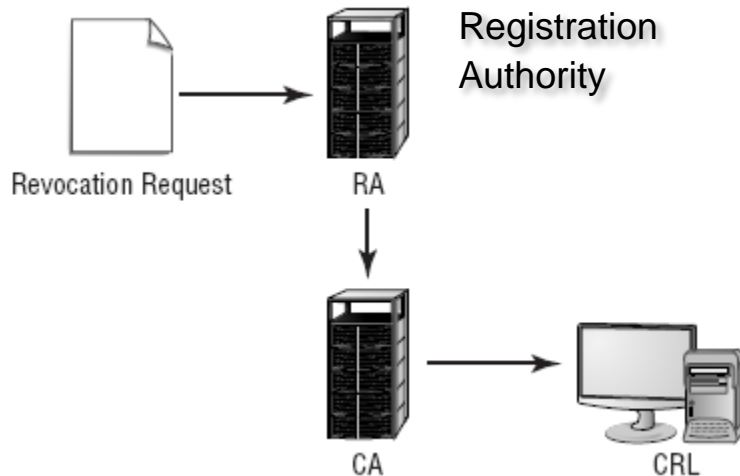 Registration
Authority
Revocation Request
RA
CA
CRL